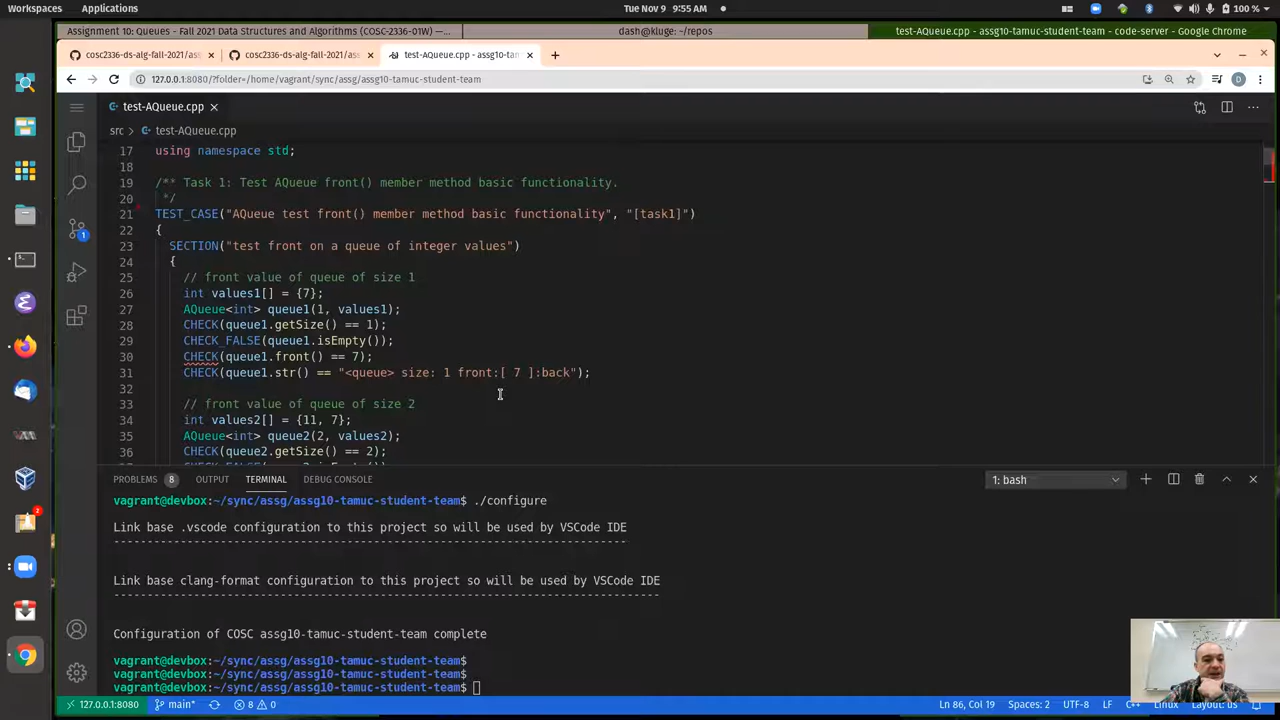 Workspaces Applications Tue Nov 9 9:55 AM 100 %
Assignment 10: Queues - Fall 2021 Data Structures and Algorithms (COSC-2336-01W) —... dash@kluge: ~/repos test-AQueue.cpp - assg10-tamuc-student-team - code-server - Google Chrome
cosc2336-ds-alg-fall-2021/ass cosc2336-ds-alg-fall-2021/ass test-AQueue.cpp - assg10-tam
127.0.0.1:8080/?folder=/home/vagrant/sync/assg/assg10-tamuc-student-team D
test-AQueue.cpp
src > test-AQueue.cpp
17 using namespace std;
18
19 /** Task 1: Test AQueue front() member method basic functionality.
20 */
21 TEST_CASE("AQueue test front() member method basic functionality", "[task1]")
22 {
23 SECTION("test front on a queue of integer values")
24 {
25 // front value of queue of size 1
26 int values1[] = {7};
27 AQueue<int> queue1(1, values1);
28 CHECK(queue1.getSize() == 1);
29 CHECK_FALSE(queue1.isEmpty());
30 CHECK(queue1.front() == 7);
31 CHECK(queue1.str() == "<queue> size: 1 front:[ 7 ]:back");
32
33 // front value of queue of size 2
34 int values2[] = {11, 7};
35 AQueue<int> queue2(2, values2);
36 CHECK(queue2.getSize() == 2);
PROBLEMS 8 OUTPUT TERMINAL DEBUG CONSOLE 1: bash
vagrant@devbox:~/sync/assg/assg10-tamuc-student-team$ ./configure
Link base .vscode configuration to this project so will be used by VSCode IDE
-----------------------------------------------------------------------------
Link base clang-format configuration to this project so will be used by VSCode IDE
----------------------------------------------------------------------------------
Configuration of COSC assg10-tamuc-student-team complete
vagrant@devbox:~/sync/assg/assg10-tamuc-student-team$
vagrant@devbox:~/sync/assg/assg10-tamuc-student-team$
vagrant@devbox:~/sync/assg/assg10-tamuc-student-team$
127.0.0.1:8080 main* 8 0 Ln 86, Col 19 Spaces: 2 UTF-8 LF C++ Linux Layout: us